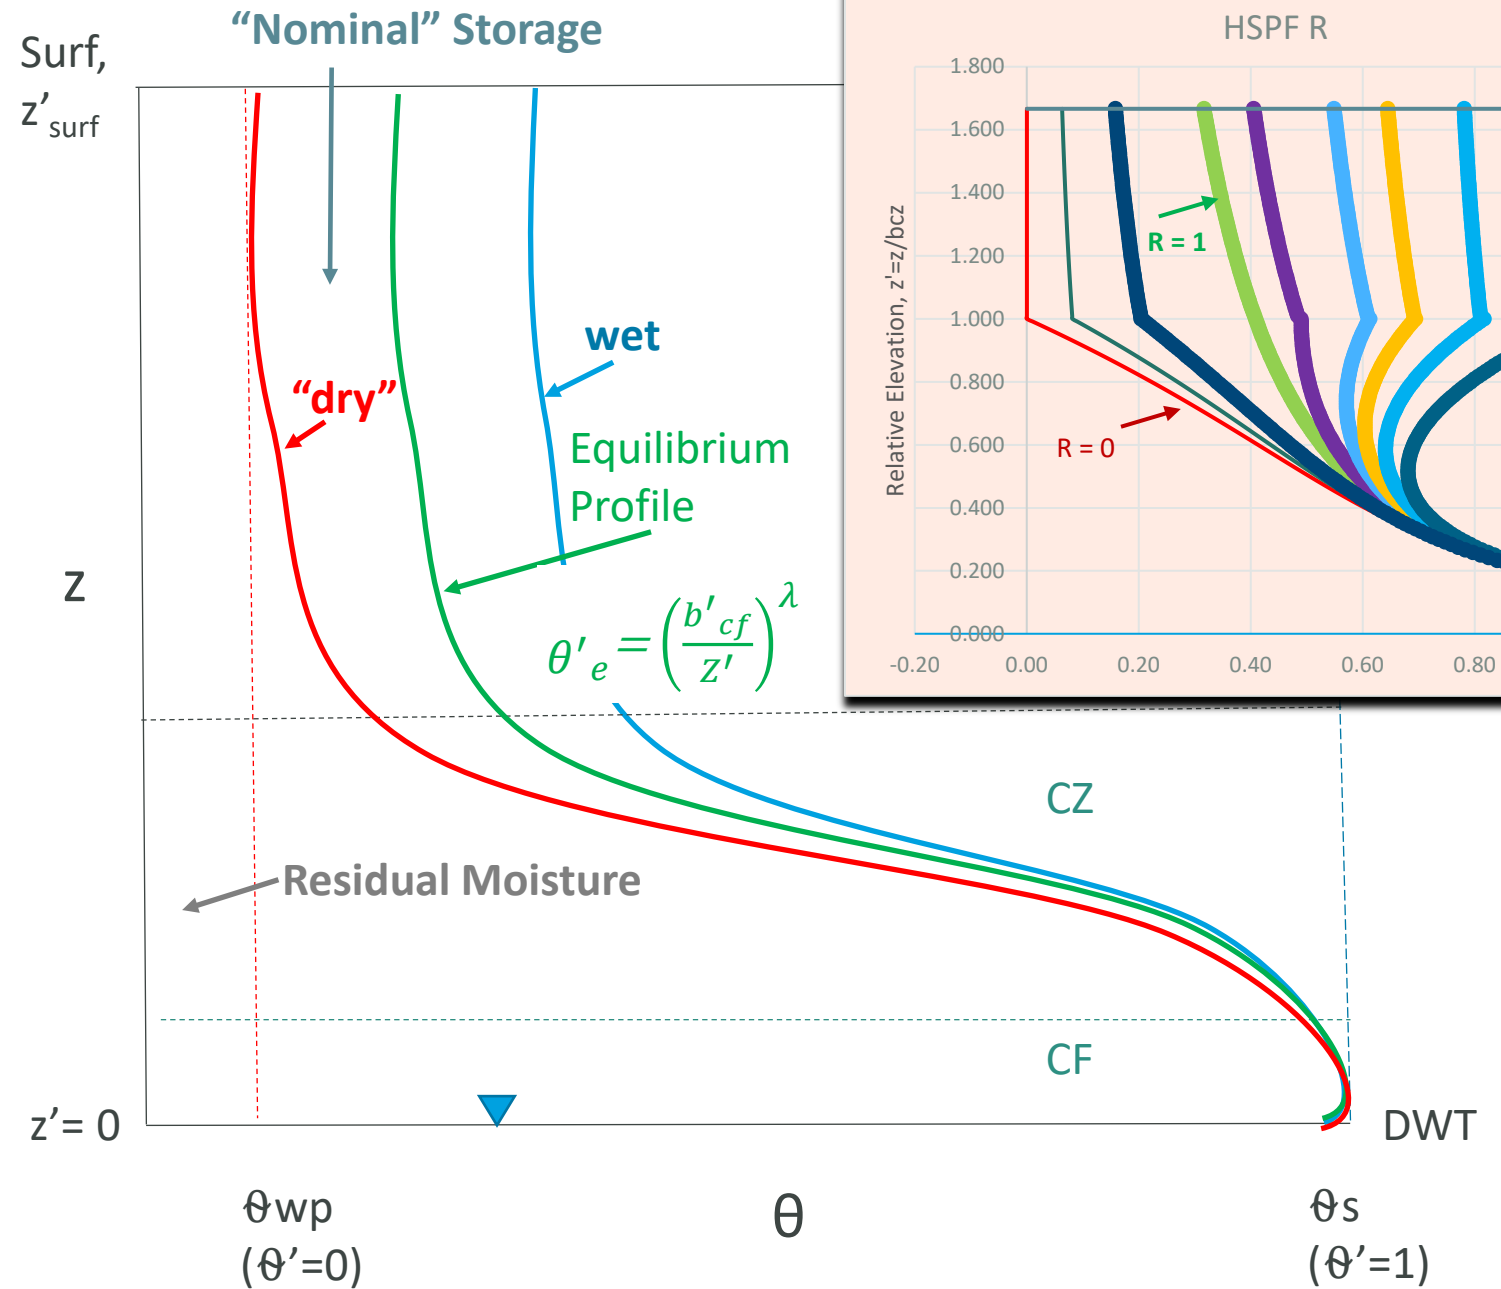 “Nominal” Storage
Surf,
z’surf
“dry”
wet
Equilibrium
Profile
θ′e = (b′cf / Z′)^λ
z
CZ
Residual Moisture
CF
z’= 0
DWT
ϑwp
(ϑ’=0)
θ
ϑs
(ϑ’=1)
HSPF R
Relative Elevation, z'=z/bcz
1.800
1.600
1.400
1.200
1.000
0.800
0.600
0.400
0.200
0.000
R = 1
R = 0
-0.20 0.00 0.20 0.40 0.60 0.80